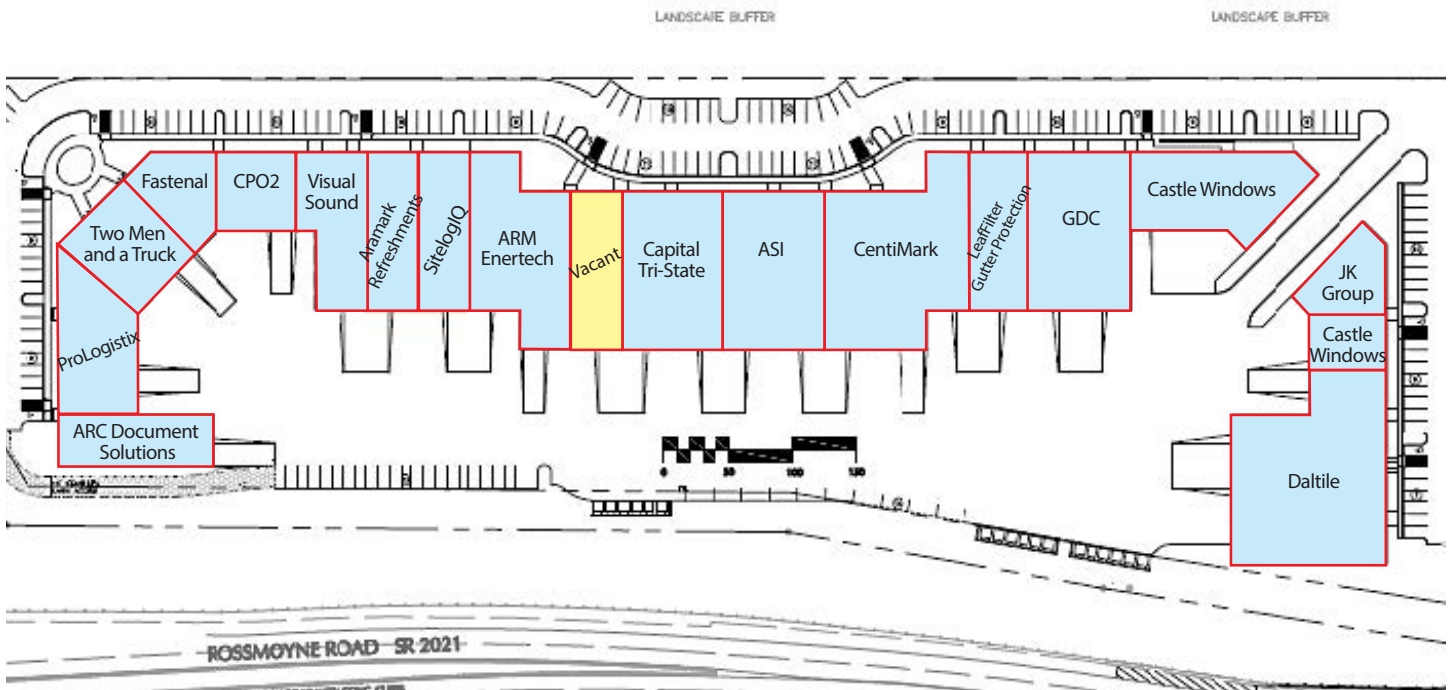 LANDSCAPE BUFFER
LANDSCAPE BUFFER
Fastenal
CPO2
Visual
Sound
Aramark
Refreshments
SitelogIQ
ARM
Enertech
Vacant
Capital
Tri-State
ASI
CentiMark
LeafFilter
Gutter Protection
GDC
Castle Windows
Two Men
and a Truck
JK
Group
Castle
Windows
ProLogistix
ARC Document
Solutions
Daltile
0
50
100
150
ROSSMOYNE ROAD SR 2021